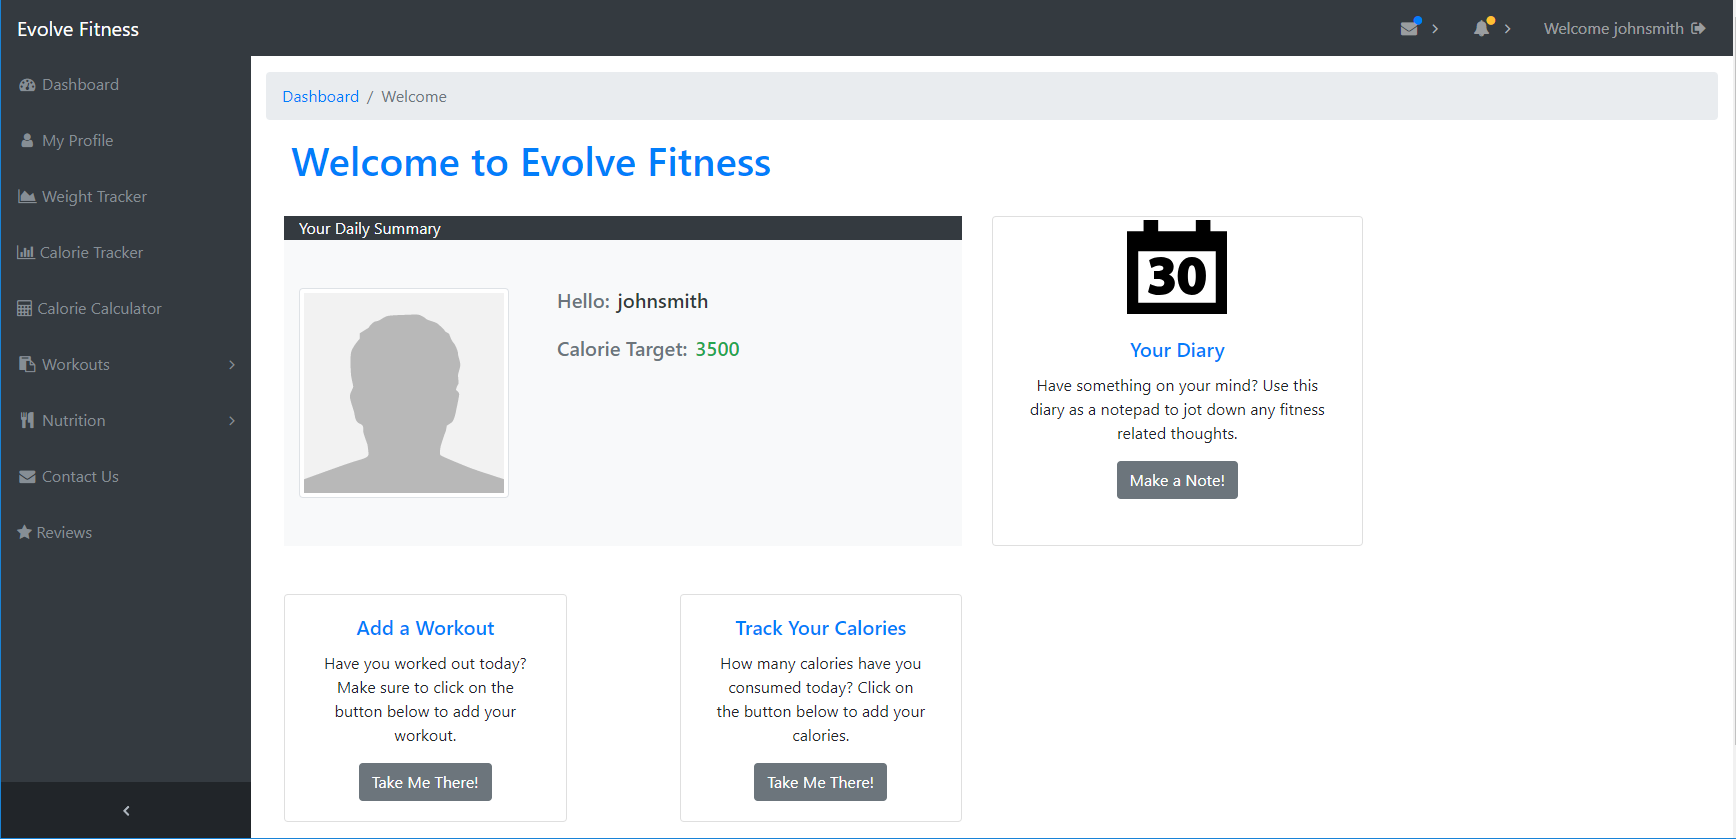 Evolve Fitness
Welcome johnsmith
Dashboard
My Profile
Weight Tracker
Calorie Tracker
Calorie Calculator
Workouts
Nutrition
Contact Us
Reviews
Dashboard / Welcome
Welcome to Evolve Fitness
Your Daily Summary
Hello: johnsmith
Calorie Target: 3500
30
Your Diary
Have something on your mind? Use this
diary as a notepad to jot down any fitness
related thoughts.
Make a Note!
Add a Workout
Have you worked out today?
Make sure to click on the
button below to add your
workout.
Take Me There!
Track Your Calories
How many calories have you
consumed today? Click on
the button below to add your
calories.
Take Me There!